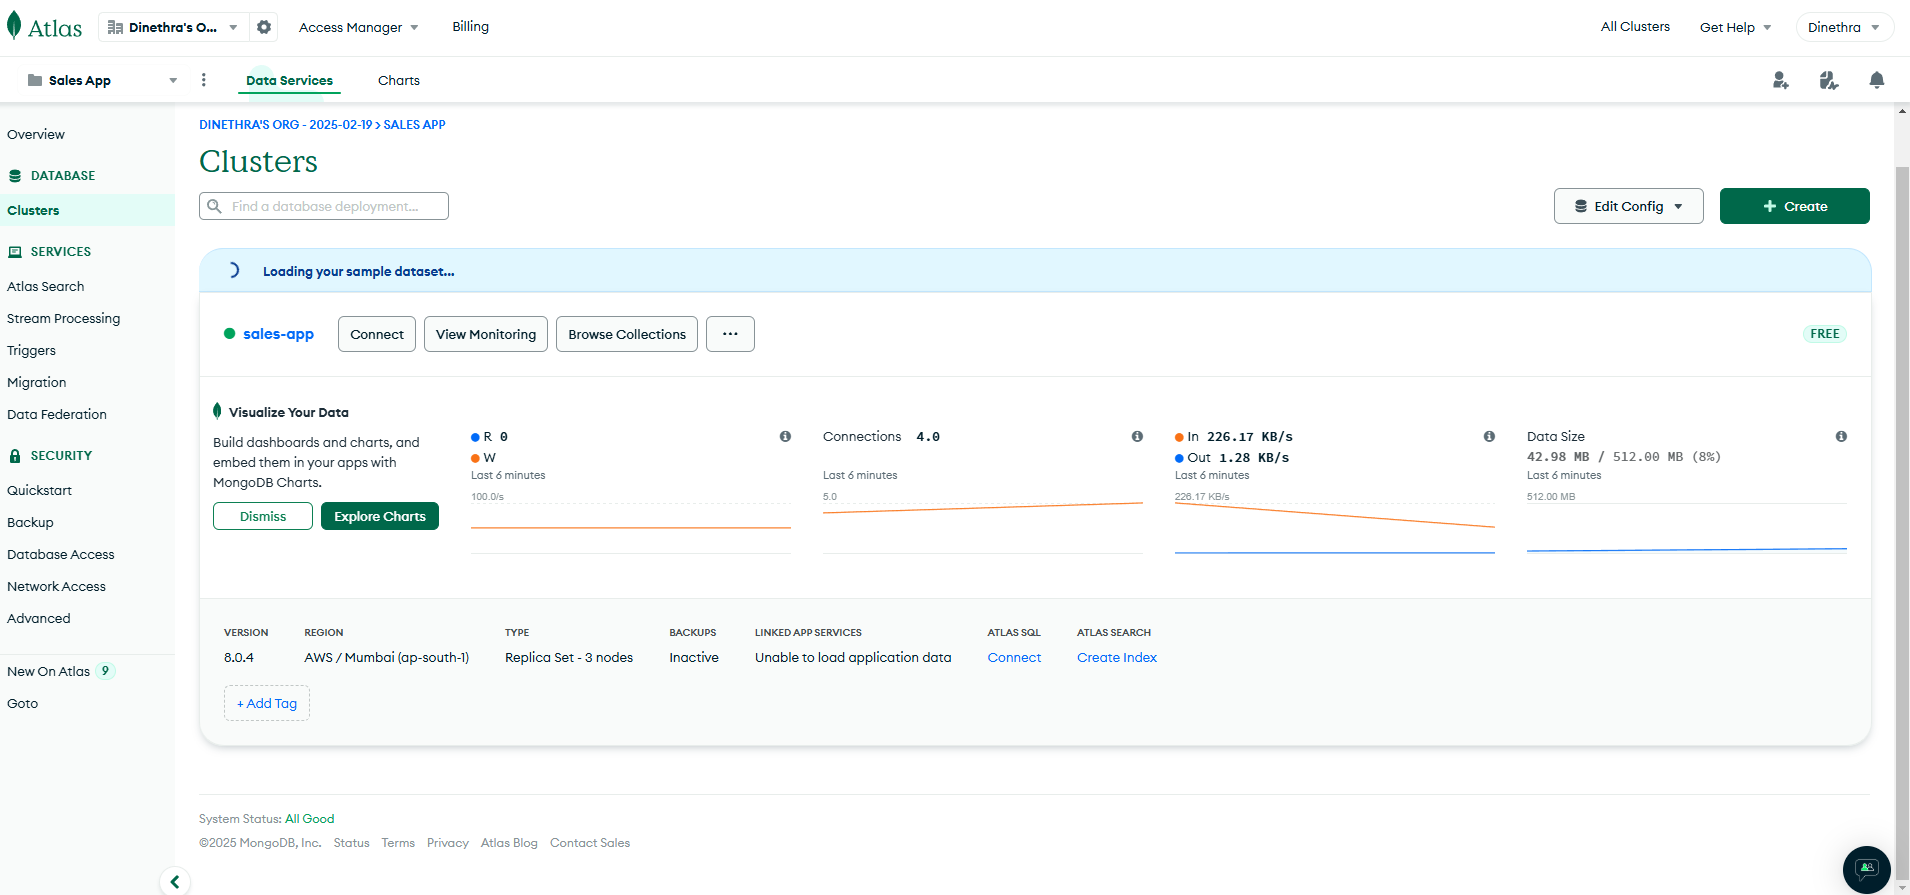 Atlas
Dinethra's O...
Access Manager
Billing
All Clusters
Get Help
Dinethra
Sales App
Data Services
Charts
Overview
DATABASE
Clusters
SERVICES
Atlas Search
Stream Processing
Triggers
Migration
Data Federation
SECURITY
Quickstart
Backup
Database Access
Network Access
Advanced
New On Atlas 9
Goto
DINETHRA'S ORG - 2025-02-19 > SALES APP
Clusters
Find a database deployment...
Edit Config
+ Create
Loading your sample dataset...
sales-app
Connect
View Monitoring
Browse Collections
...
FREE
Visualize Your Data
Build dashboards and charts, and
embed them in your apps with
MongoDB Charts.
Dismiss
Explore Charts
R 0
W
Last 6 minutes
100.0/s
Connections 4.0
Last 6 minutes
5.0
In 226.17 KB/s
Out 1.28 KB/s
Last 6 minutes
226.17 KB/s
Data Size
42.98 MB / 512.00 MB (8%)
Last 6 minutes
512.00 MB
VERSION
8.0.4
REGION
AWS / Mumbai (ap-south-1)
TYPE
Replica Set - 3 nodes
BACKUPS
Inactive
LINKED APP SERVICES
Unable to load application data
ATLAS SQL
Connect
ATLAS SEARCH
Create Index
+ Add Tag
System Status: All Good
©2025 MongoDB, Inc. Status Terms Privacy Atlas Blog Contact Sales